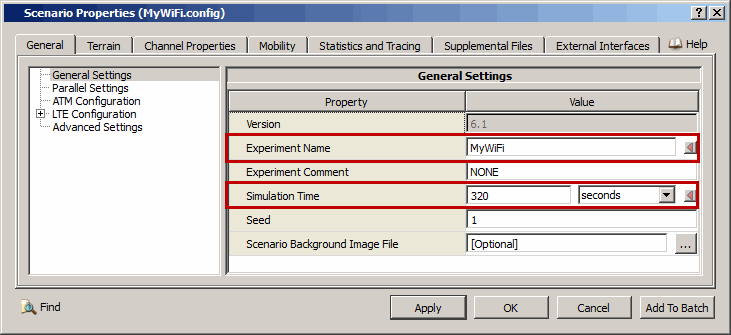 Scenario Properties (MyWiFi.config)
General Terrain Channel Properties Mobility Statistics and Tracing Supplemental Files External Interfaces Help
General Settings
Parallel Settings
ATM Configuration
LTE Configuration
Advanced Settings
General Settings
Property Value
Version 6.1
Experiment Name MyWiFi
Experiment Comment NONE
Simulation Time 320 seconds
Seed 1
Scenario Background Image File [Optional] ...
Find Apply OK Cancel Add To Batch